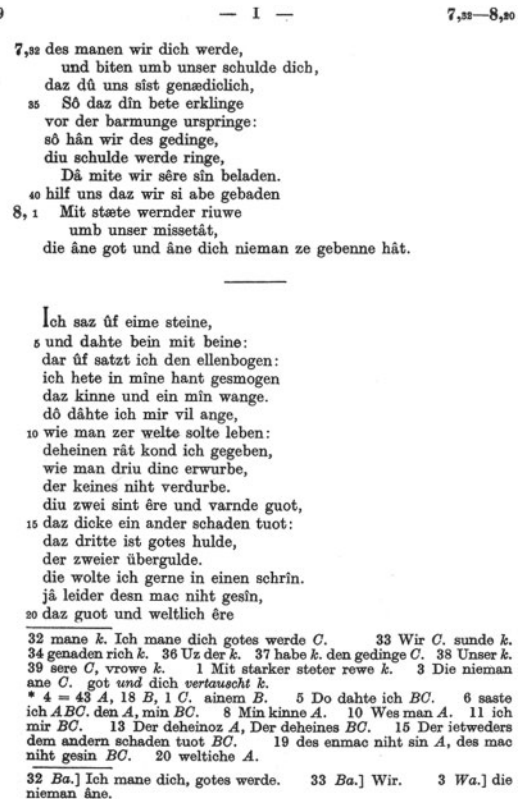 9 — I — 7,32—8,20
7,32 des manen wir dich werde,
und biten umb unser schulde dich,
daz dû uns sîst genædiclich,
35 Sô daz dîn bete erklinge
vor der barmunge urspringe:
sô hân wir des gedinge,
diu schulde werde ringe,
Dâ mite wir sêre sîn beladen.
40 hilf uns daz wir si abe gebaden
8, 1 Mit stæte wernder riuwe
umb unser missetât,
die âne got und âne dich nieman ze gebenne hât.
Ich saz ûf eime steine,
5 und dahte bein mit beine:
dar ûf satzt ich den ellenbogen:
ich hete in mîne hant gesmogen
daz kinne und ein mîn wange.
dô dâhte ich mir vil ange,
10 wie man zer welte solte leben:
deheinen rât kond ich gegeben,
wie man driu dinc erwurbe,
der keines niht verdurbe.
diu zwei sint êre und varnde guot,
15 daz dicke ein ander schaden tuot:
daz dritte ist gotes hulde,
der zweier übergulde.
die wolte ich gerne in einen schrîn.
jâ leider desn mac niht gesîn,
20 daz guot und weltlich êre
32 mane k. Ich mane dich gotes werde C. 33 Wir C. sunde k.
34 genaden rich k. 36 Uz der k. 37 habe k. den gedinge C. 38 Unser k.
39 sere C, vrowe k. 1 Mit starker steter rewe k. 3 Die nieman
ane C. got und dich vertauscht k.
* 4 = 43 A, 18 B, 1 C. ainem B. 5 Do dahte ich BC. 6 saste
ich ABC. den A, min BC. 8 Min kinne A. 10 Wes man A. 11 ich
mir BC. 13 Der deheinoz A, Der deheines BC. 15 Der ietweders
dem andern schaden tuot BC. 19 des enmac niht sin A, des mac
niht gesin BC. 20 weltiche A.
32 Ba.] Ich mane dich, gotes werde. 33 Ba.] Wir. 3 Wa.] die
nieman âne.